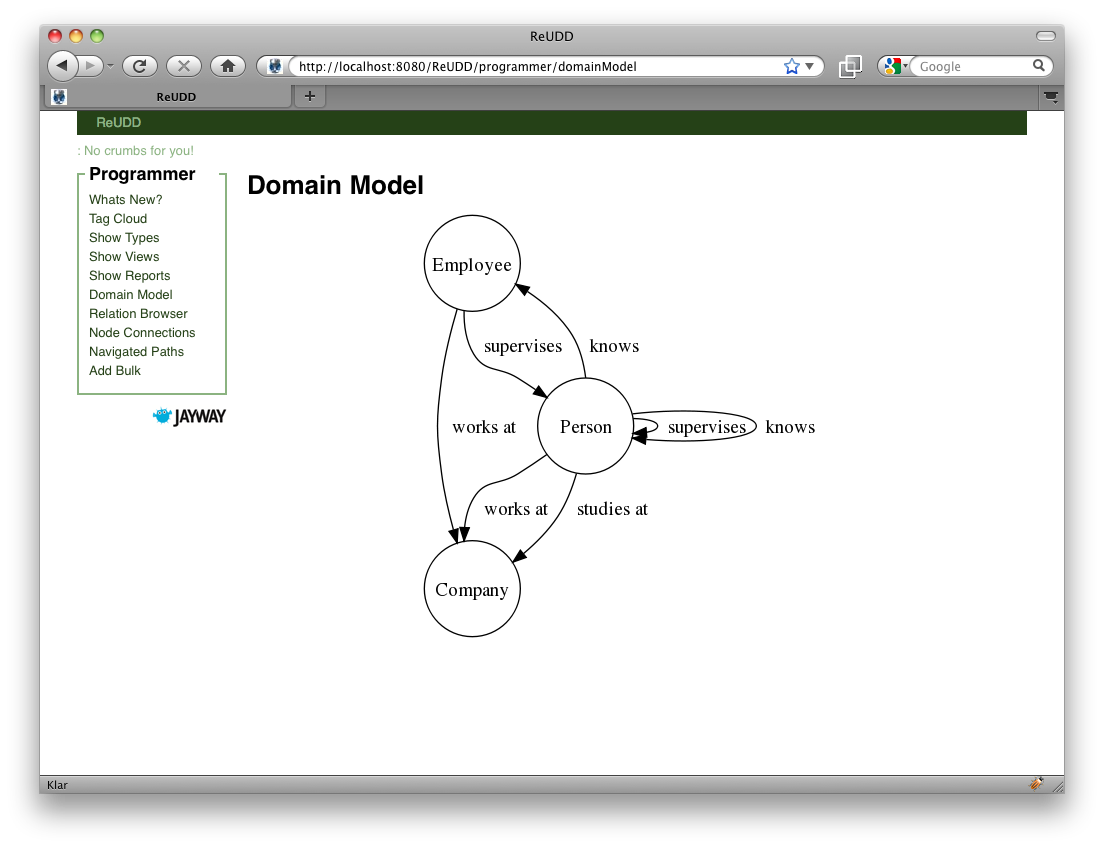 ReUDD
http://localhost:8080/ReUDD/programmer/domainModel
Google
ReUDD
ReUDD
: No crumbs for you!
Programmer
Whats New?
Tag Cloud
Show Types
Show Views
Show Reports
Domain Model
Relation Browser
Node Connections
Navigated Paths
Add Bulk
JAYWAY
Domain Model
Employee
supervises
knows
works at
Person
supervises
knows
works at
studies at
Company
Klar